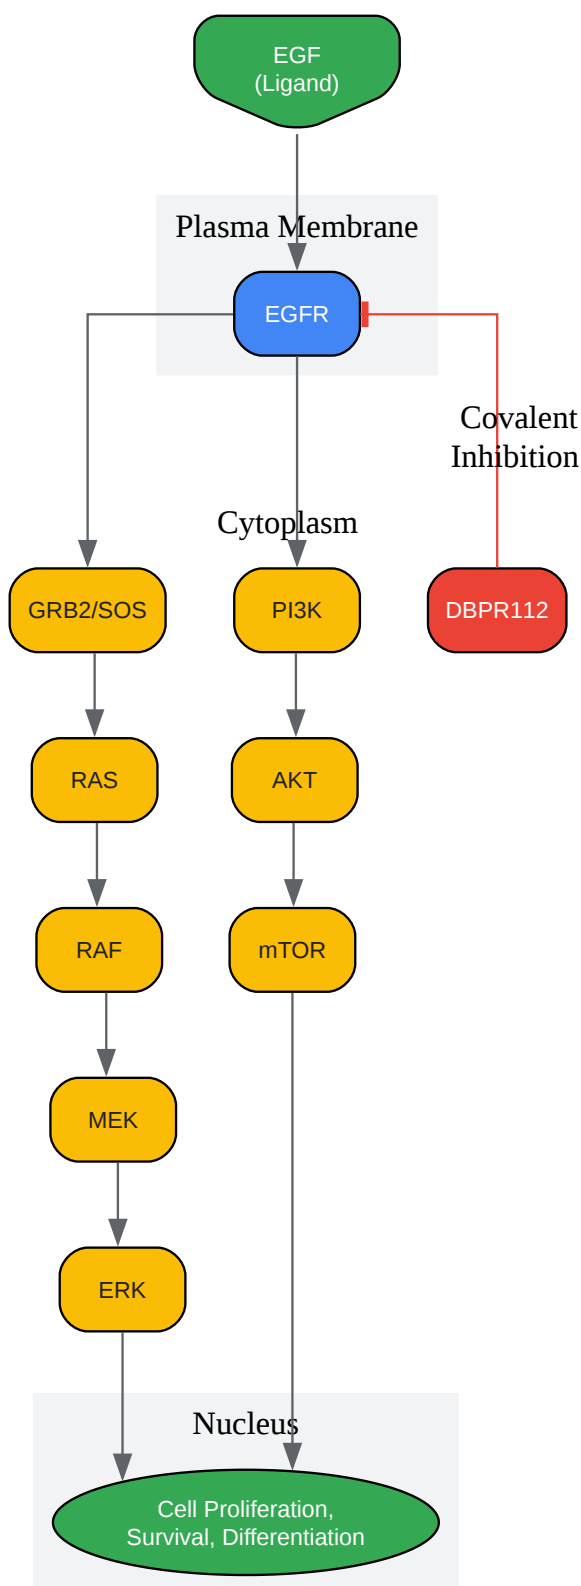 EGF
(Ligand)
Plasma Membrane
EGFR
Covalent
Inhibition
Cytoplasm
GRB2/SOS
PI3K
DBPR112
RAS
AKT
RAF
mTOR
MEK
ERK
Nucleus
Cell Proliferation,
Survival, Differentiation